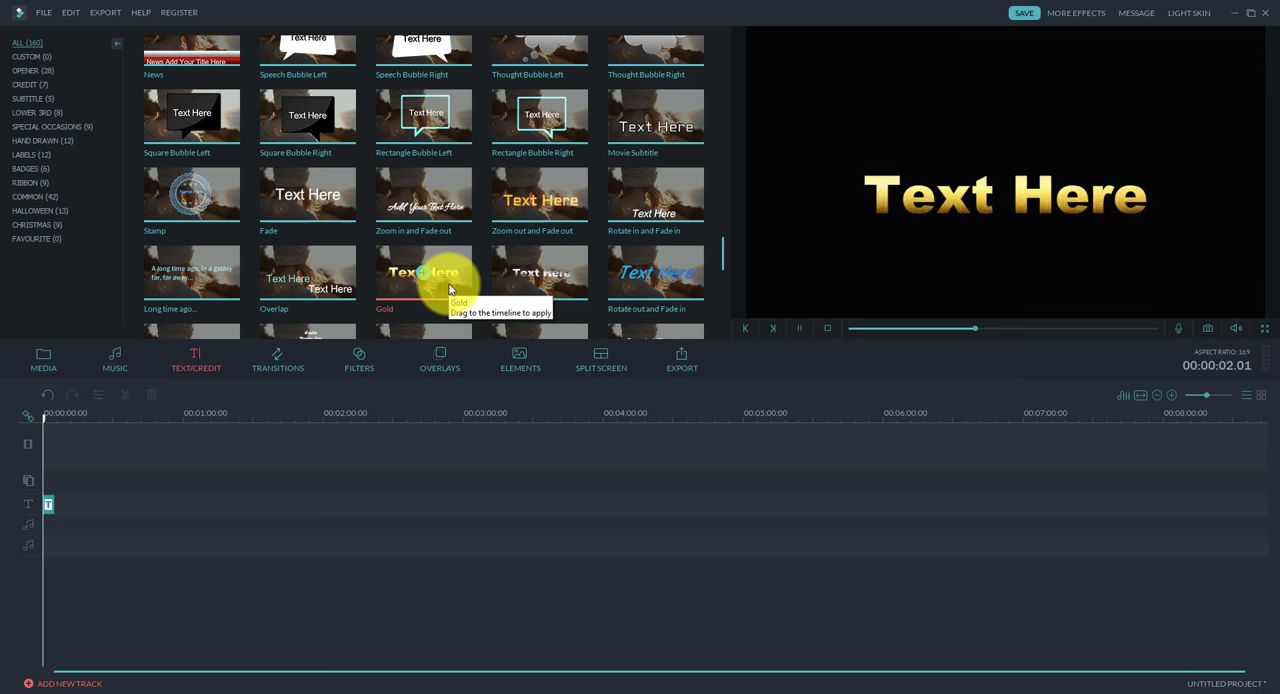 FILE EDIT EXPORT HELP REGISTER
SAVE MORE EFFECTS MESSAGE LIGHT SKIN
ALL (160)
CUSTOM (0)
OPENER (28)
CREDIT (7)
SUBTITLE (5)
LOWER 3RD (8)
SPECIAL OCCASIONS (9)
HAND DRAWN (12)
LABELS (12)
BADGES (6)
RIBBON (9)
COMMON (42)
HALLOWEEN (13)
CHRISTMAS (9)
FAVOURITE (0)
News Add Your Title Here
Text Here
Text Here
News
Speech Bubble Left
Speech Bubble Right
Thought Bubble Left
Thought Bubble Right
Text Here
Text Here
Text Here
Text Here
Text Here
Square Bubble Left
Square Bubble Right
Rectangle Bubble Left
Rectangle Bubble Right
Movie Subtitle
Text Here
Add Your Text Here
Text Here
Text Here
Stamp
Fade
Zoom in and Fade out
Zoom out and Fade out
Rotate in and Fade in
A long time ago, in a galaxy
far, far away...
Text Here
Text Here
Text Here
Text Here
Text Here
Long time ago...
Overlap
Gold
Rotate out and Fade in
Gold
Drag to the timeline to apply
Text Here
MEDIA
MUSIC
TEXT/CREDIT
TRANSITIONS
FILTERS
OVERLAYS
ELEMENTS
SPLIT SCREEN
EXPORT
ASPECT RATIO: 16:9
00:00:02.01
00:00:00:00 00:01:00:00 00:02:00:00 00:03:00:00 00:04:00:00 00:05:00:00 00:06:00:00 00:07:00:00 00:08:00:00
T
T
ADD NEW TRACK
UNTITLED PROJECT *